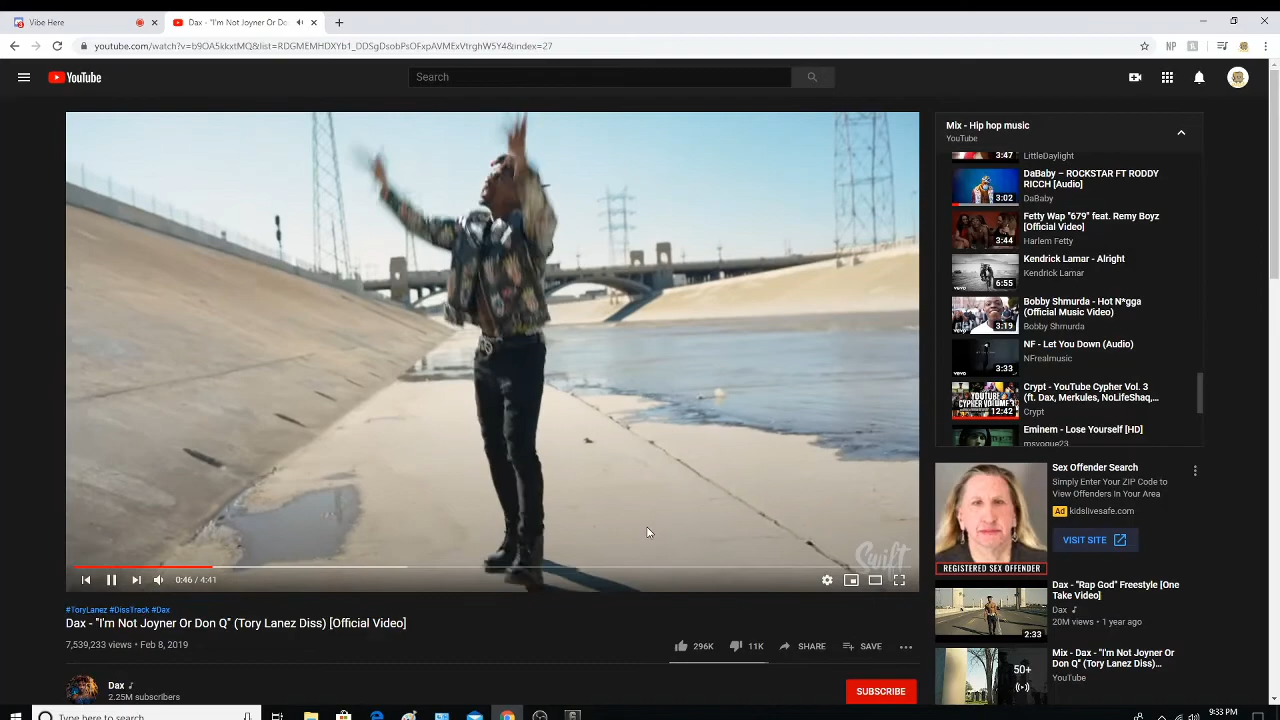 Vibe Here
Dax - "I'm Not Joyner Or Do
youtube.com/watch?v=b9OA5kkxtMQ&list=RDGMEMHDXYb1_DDSgDsobPsOFxpAVMExVtrghW5Y4&index=27
NP
YouTube
Search
Swift
0:46 / 4:41
#ToryLanez #DissTrack #Dax
Dax - "I'm Not Joyner Or Don Q" (Tory Lanez Diss) [Official Video]
7,539,233 views • Feb 8, 2019
296K
11K
SHARE
SAVE
Dax
2.25M subscribers
SUBSCRIBE
Mix - Hip hop music
YouTube
3:47
LittleDaylight
DaBaby – ROCKSTAR FT RODDY
RICCH [Audio]
DaBaby
3:02
Fetty Wap "679" feat. Remy Boyz
[Official Video]
Harlem Fetty
3:44
Kendrick Lamar - Alright
Kendrick Lamar
vevo
6:55
Bobby Shmurda - Hot N*gga
(Official Music Video)
Bobby Shmurda
vevo
3:19
NF - Let You Down (Audio)
NFrealmusic
vevo
3:33
Crypt - YouTube Cypher Vol. 3
(ft. Dax, Merkules, NoLifeShaq,...
Crypt
12:42
Eminem - Lose Yourself [HD]
msvogue23
Sex Offender Search
Simply Enter Your ZIP Code to
View Offenders In Your Area
Ad kidslivesafe.com
VISIT SITE
REGISTERED SEX OFFENDER
Dax - "Rap God" Freestyle [One
Take Video]
Dax
20M views • 1 year ago
2:33
Mix - Dax - "I'm Not Joyner Or
Don Q" (Tory Lanez Diss)...
YouTube
50+
Type here to search
9:33 PM